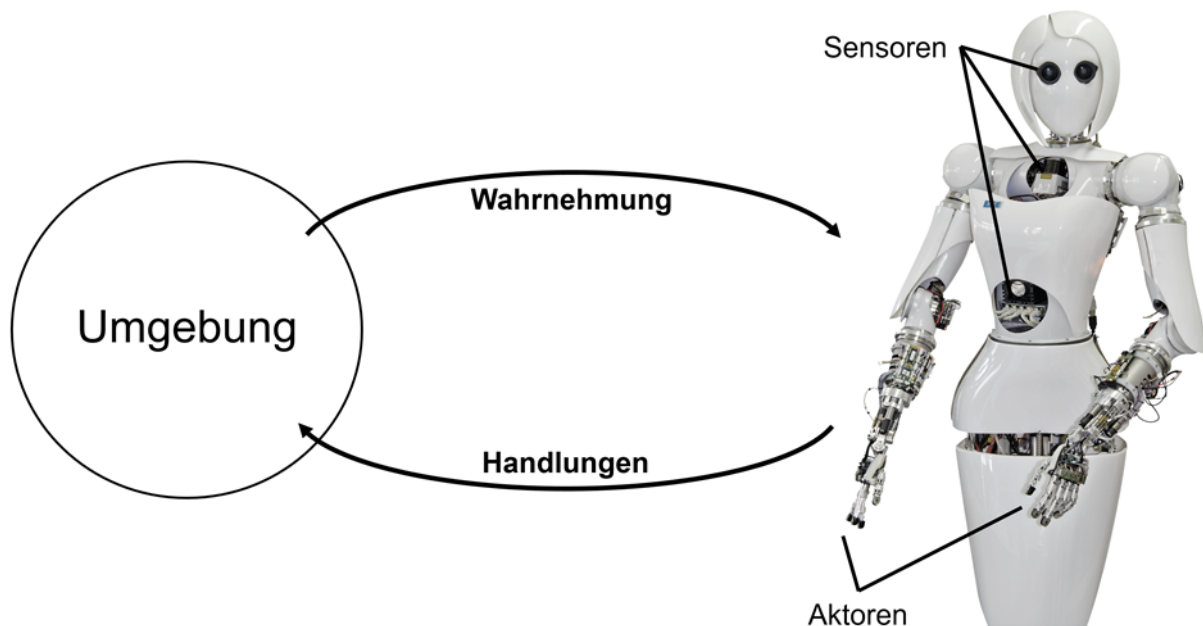 Sensoren
Wahrnehmung
Umgebung
Handlungen
Aktoren